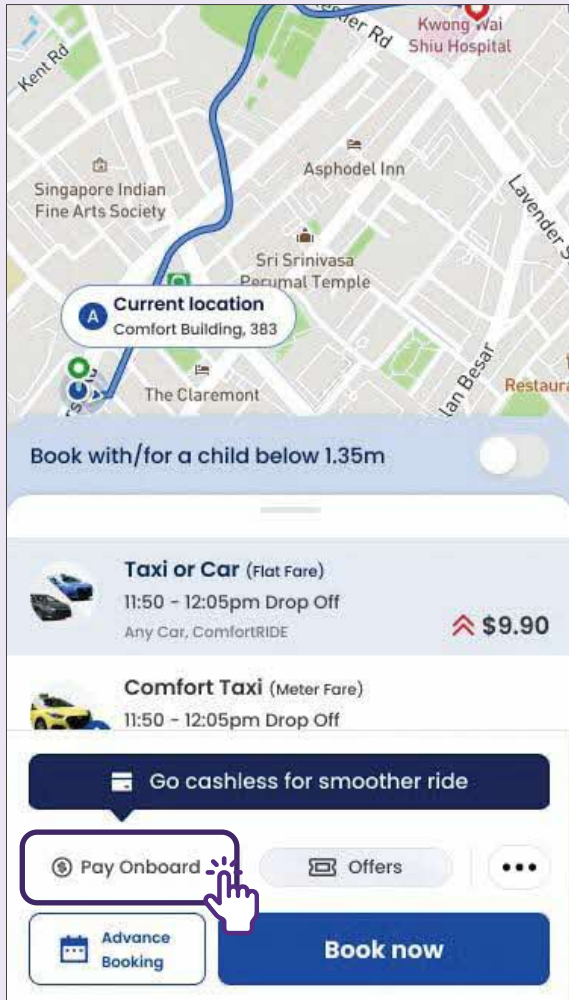 Kent Rd
Kwong Wai
Shiu Hospital
Asphodel Inn
Singapore Indian
Fine Arts Society
Lavender
Sri Srinivasa
Perumal Temple
A
Current location
Comfort Building, 383
The Claremont
lan Besar
Restaura
Book with/for a child below 1.35m
Taxi or Car (Flat Fare)
11:50 - 12:05pm Drop Off
Any Car, ComfortRIDE
$9.90
Comfort Taxi (Meter Fare)
11:50 - 12:05pm Drop Off
Go cashless for smoother ride
Pay Onboard
Offers
Advance
Booking
Book now